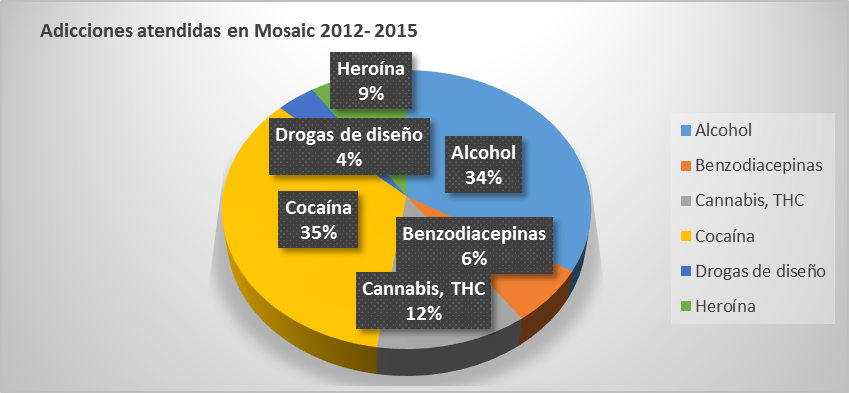 Adicciones atendidas en Mosaic 2012- 2015
Heroína
9%
Drogas de diseño
4%
Alcohol
34%
Cocaína
35%
Benzodiacepinas
6%
Cannabis, THC
12%
Alcohol
Benzodiacepinas
Cannabis, THC
Cocaína
Drogas de diseño
Heroína